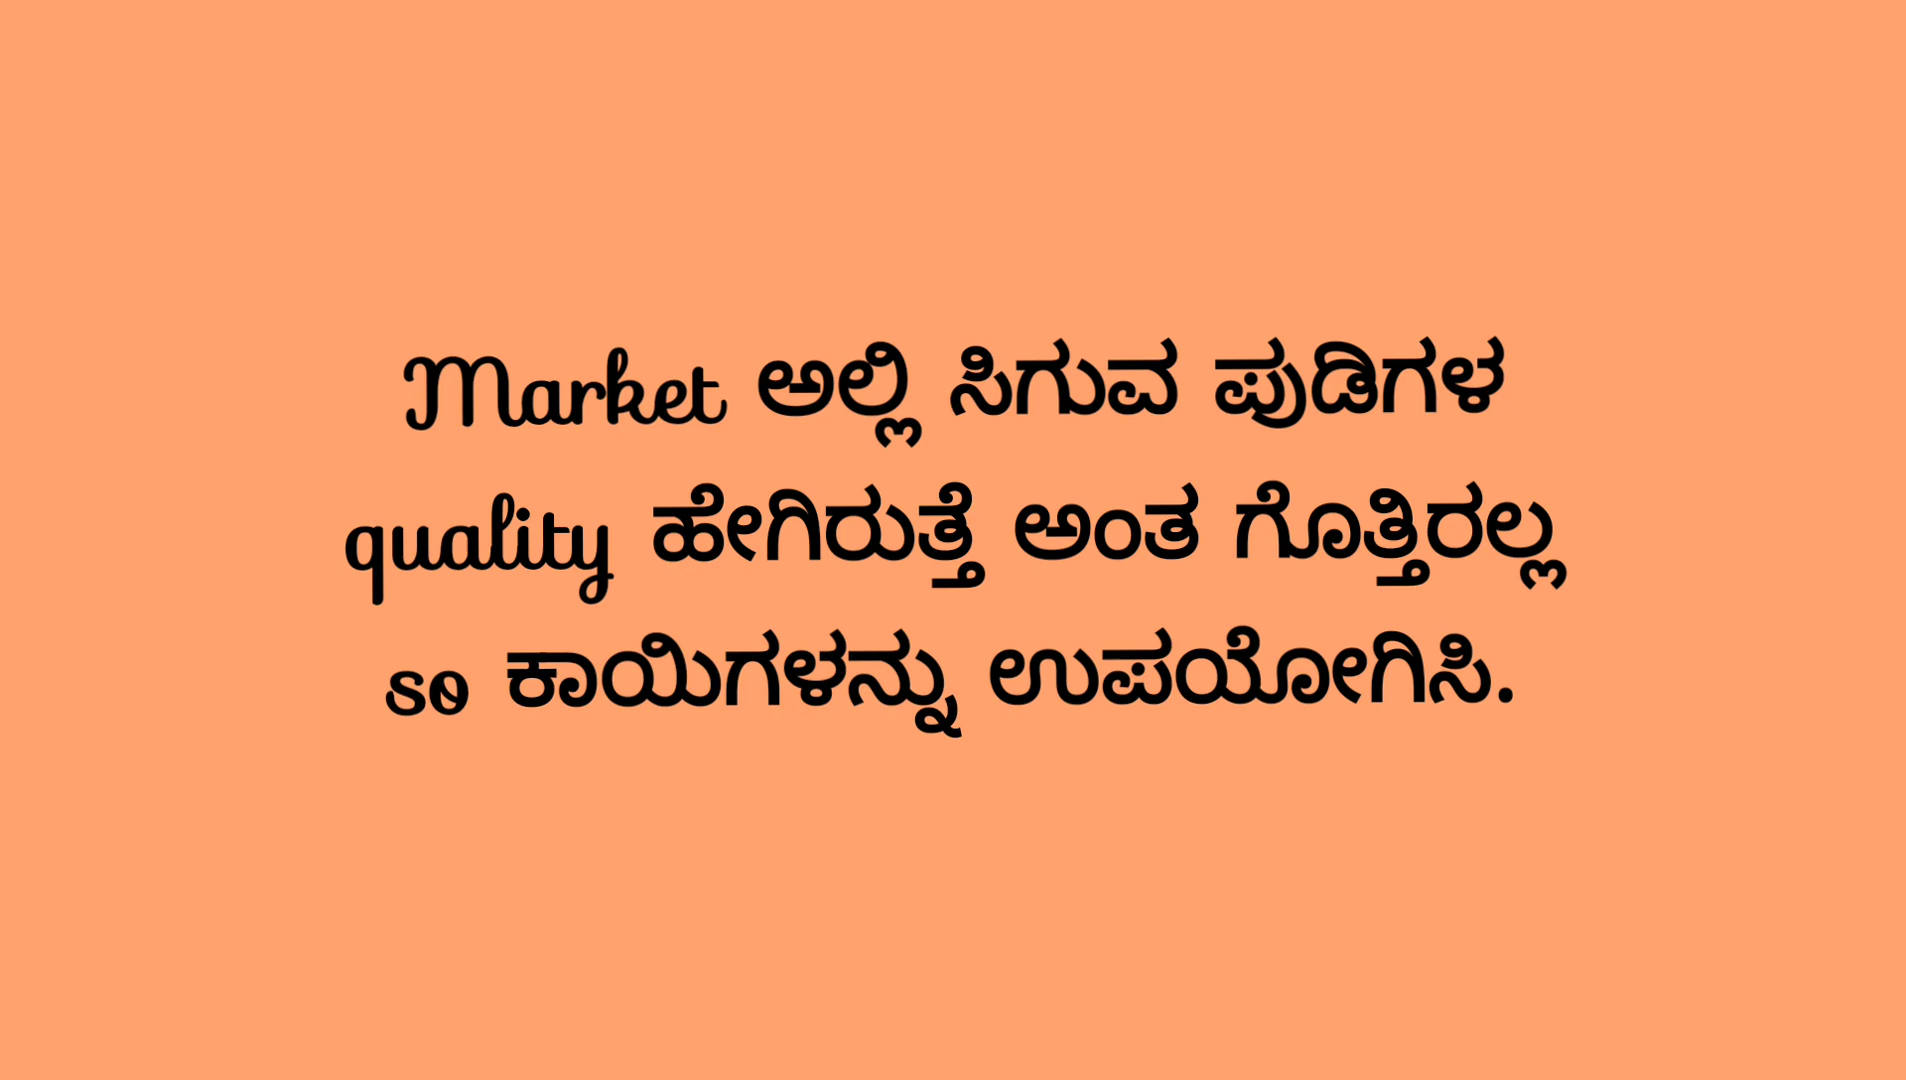 Market ಅಲ್ಲಿ ಸಿಗುವ ಪುಡಿಗಳ
quality ಹೇಗಿರುತ್ತೆ ಅಂತ ಗೊತ್ತಿರಲ್ಲ
so ಕಾಯಿಗಳನ್ನು ಉಪಯೋಗಿಸಿ.